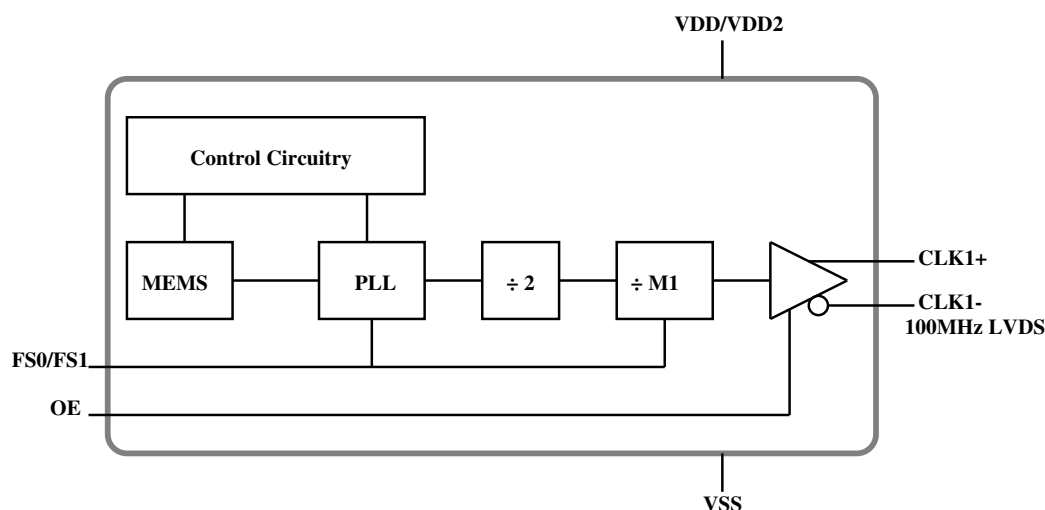 VDD/VDD2
Control Circuitry
MEMS
PLL
÷ 2
÷ M1
CLK1+
CLK1-
100MHz LVDS
FS0/FS1
OE
VSS